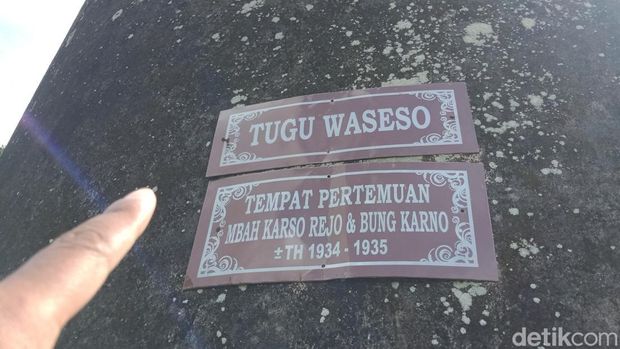 TUGU WASESO
TEMPAT PERTEMUAN
MBAH KARSO REJO & BUNG KARNO
± TH 1934 - 1935
detikcom